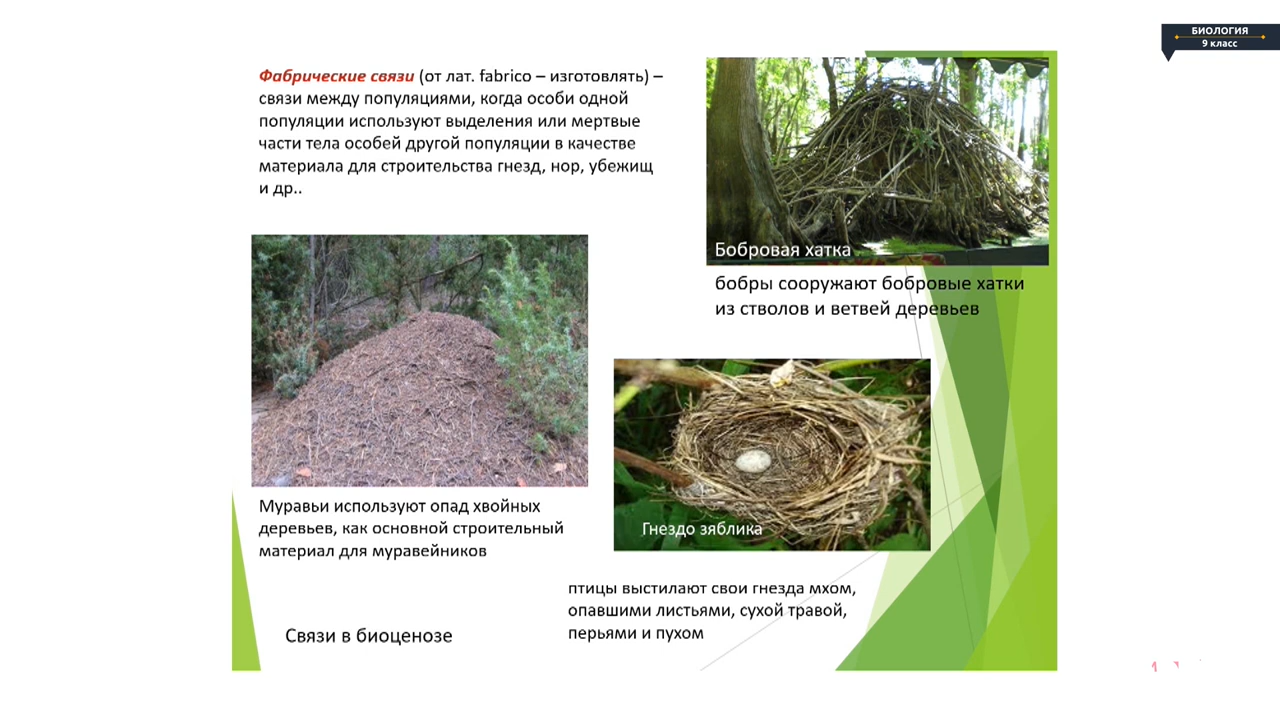 БИОЛОГИЯ
9 класс
Фабрические связи (от лат. fabrico – изготовлять) –
связи между популяциями, когда особи одной
популяции используют выделения или мертвые
части тела особей другой популяции в качестве
материала для строительства гнезд, нор, убежищ
и др..
Бобровая хатка
бобры сооружают бобровые хатки
из стволов и ветвей деревьев
Муравьи используют опад хвойных
деревьев, как основной строительный
материал для муравейников
Гнездо зяблика
птицы выстилают свои гнезда мхом,
опавшими листьями, сухой травой,
перьями и пухом
Связи в биоценозе